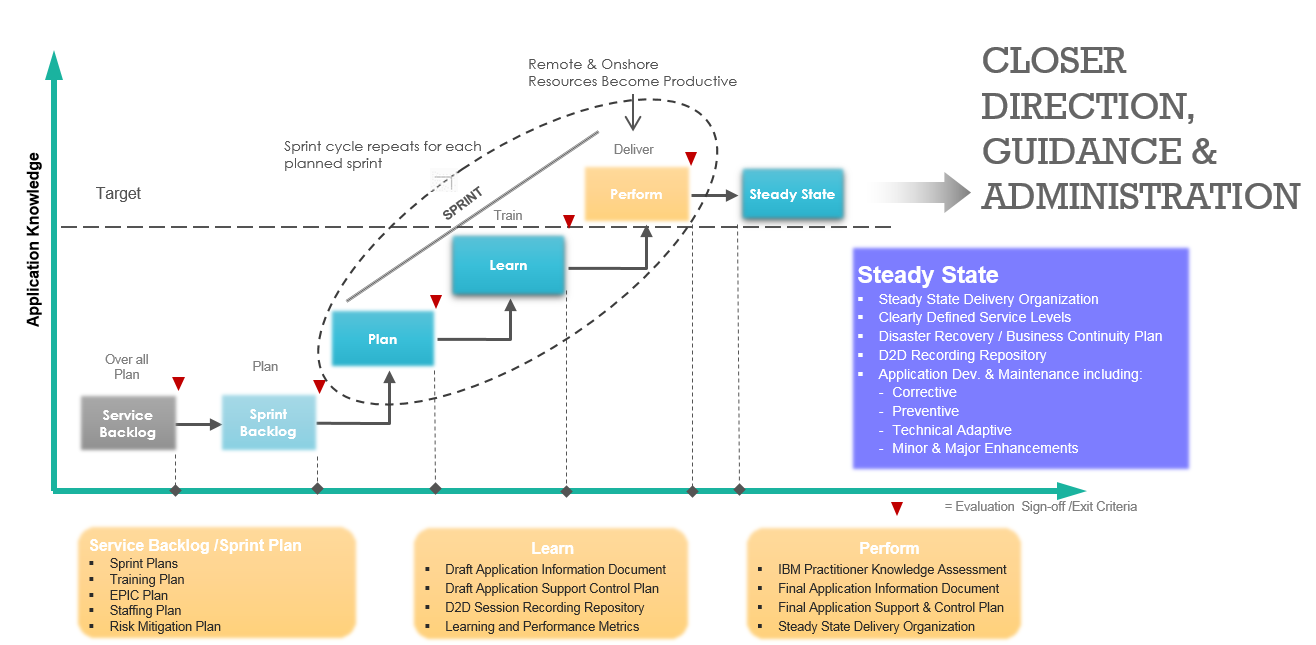 Remote & Onshore
Resources Become Productive
CLOSER
DIRECTION,
GUIDANCE &
ADMINISTRATION
Application Knowledge
Sprint cycle repeats for each
planned sprint
Deliver
Target
SPRINT
Perform
Steady State
Train
Learn
Plan
Over all
Plan
Plan
Service
Backlog
Sprint
Backlog
Steady State
▪ Steady State Delivery Organization
▪ Clearly Defined Service Levels
▪ Disaster Recovery / Business Continuity Plan
▪ D2D Recording Repository
▪ Application Dev. & Maintenance including:
- Corrective
- Preventive
- Technical Adaptive
- Minor & Major Enhancements
= Evaluation Sign-off /Exit Criteria
Service Backlog /Sprint Plan
▪ Sprint Plans
▪ Training Plan
▪ EPIC Plan
▪ Staffing Plan
▪ Risk Mitigation Plan
Learn
▪ Draft Application Information Document
▪ Draft Application Support Control Plan
▪ D2D Session Recording Repository
▪ Learning and Performance Metrics
Perform
▪ IBM Practitioner Knowledge Assessment
▪ Final Application Information Document
▪ Final Application Support & Control Plan
▪ Steady State Delivery Organization